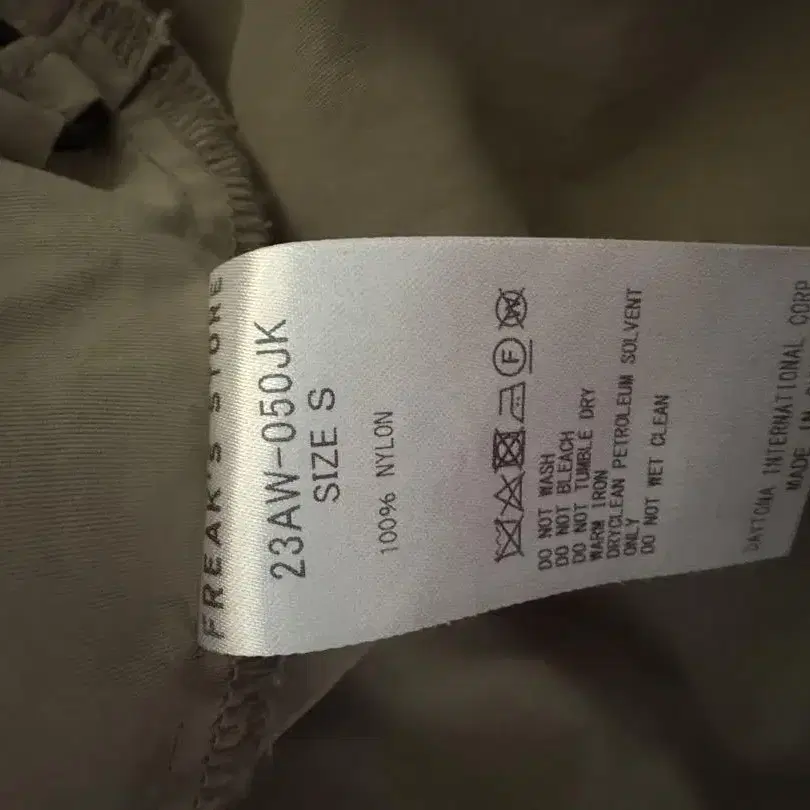 FREAK'S STORE
23AW-050JK
SIZE S
100% NYLON
DO NOT WASH
DO NOT BLEACH
DO NOT TUMBLE DRY
WARM IRON
DRYCLEAN PETROLEUM SOLVENT
ONLY
DO NOT WET CLEAN
DAYTONA INTERNATIONAL CORP
MADE IN